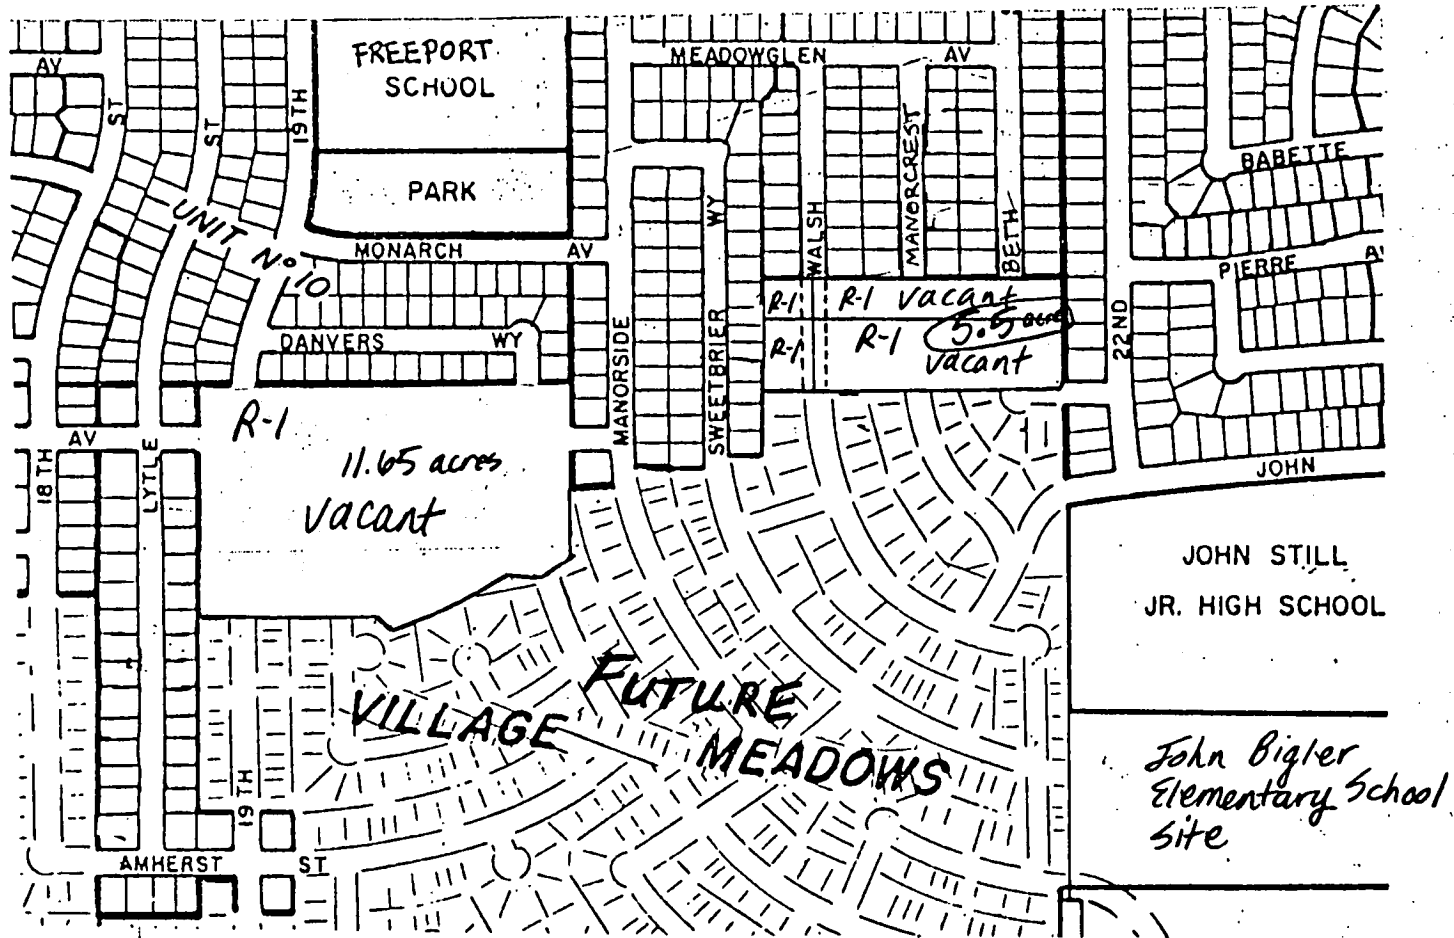 FREEPORT
SCHOOL
MEADOWGLEN AV
AV
ST
ST
19TH
PARK
MANORCREST
BABETTE
UNIT No 10
MONARCH AV
WY
WALSH
BETH
PIERRE
R-1
R-1 vacant
5.5 acre
R-1
R-1
vacant
DANVERS WY
MANORSIDE
SWEETBRIER
22ND
R-1
11.65 acres
vacant
AV
18TH
LYTLE
JOHN
JOHN STILL
JR. HIGH SCHOOL
FUTURE
VILLAGE
MEADOWS
John Bigler
Elementary School
Site
19TH
AMHERST ST